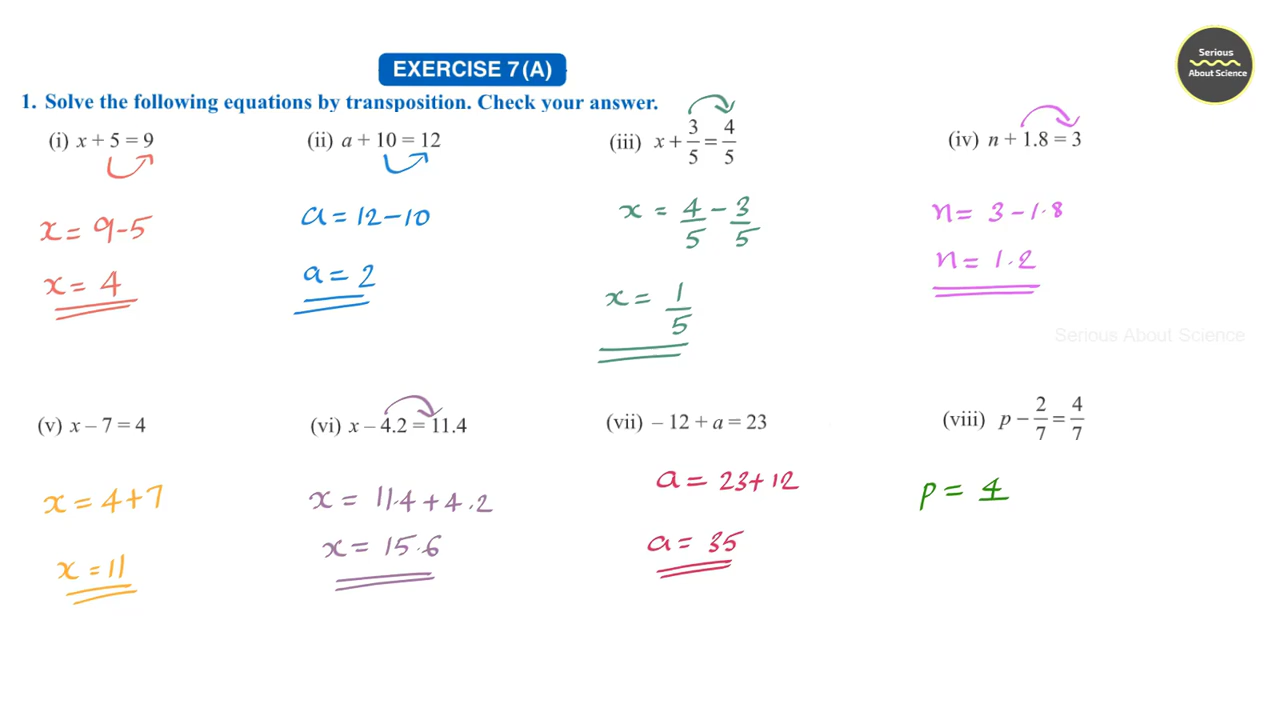 Serious
About Science
EXERCISE 7(A)
1. Solve the following equations by transposition. Check your answer.
(i) x + 5 = 9
(ii) a + 10 = 12
(iii) x + 3/5 = 4/5
(iv) n + 1.8 = 3
x = 9-5
a = 12-10
x = 4/5 - 3/5
n = 3-1.8
x = 4
a = 2
x = 1/5
n = 1.2
Serious About Science
(v) x – 7 = 4
(vi) x – 4.2 = 11.4
(vii) – 12 + a = 23
(viii) p – 2/7 = 4/7
x = 4+7
x = 11.4+4.2
a = 23+12
p = 4
x = 11
x = 15.6
a = 35